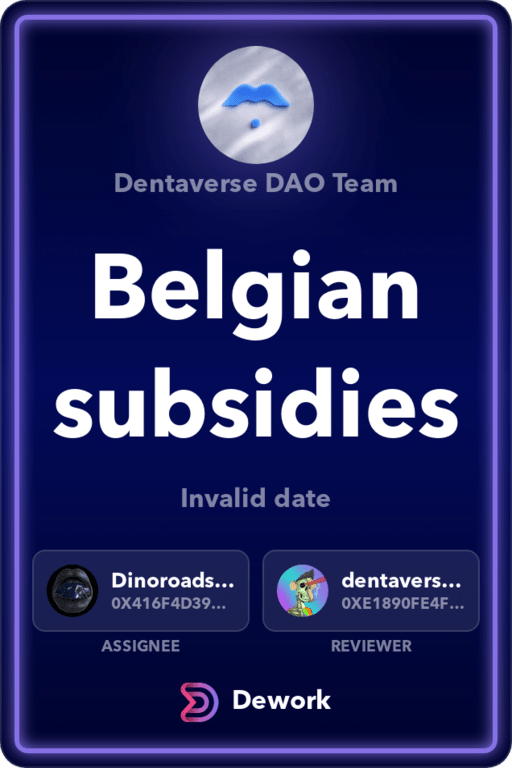 Dentaverse DAO Team
Belgian
subsidies
Invalid date
Dinoroads...
0X416F4D39...
ASSIGNEE
dentavers...
0XE1890FE4F...
REVIEWER
Dework